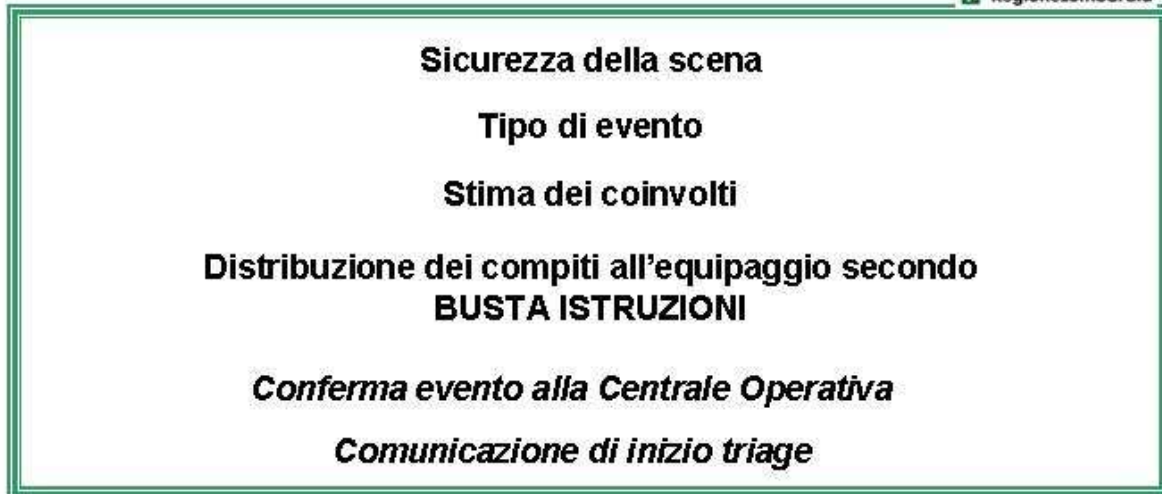 Sicurezza della scena
Tipo di evento
Stima dei coinvolti
Distribuzione dei compiti all'equipaggio secondo
BUSTA ISTRUZIONI
Conferma evento alla Centrale Operativa
Comunicazione di inizio triage